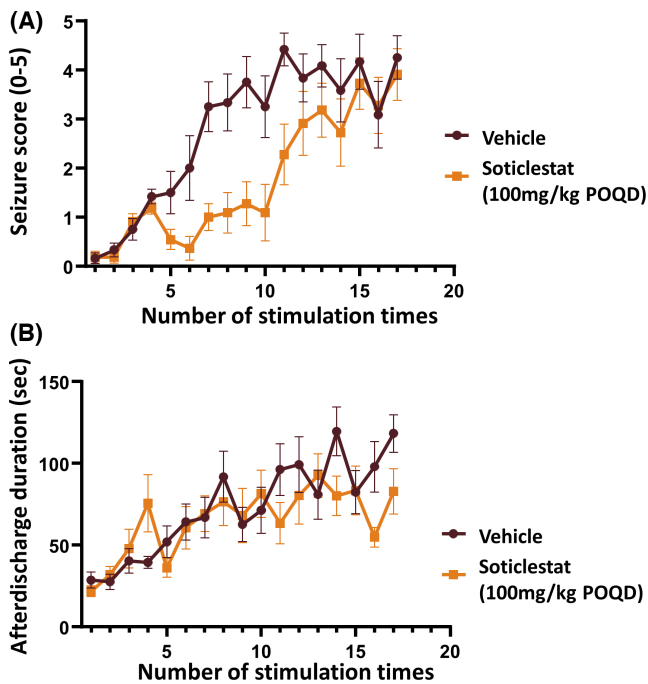 (A)
Seizure score (0-5)
5
4
3
2
1
0
5
10
15
20
Number of stimulation times
Vehicle
Soticlestat
(100mg/kg POQD)
(B)
Afterdischarge duration (sec)
150
100
50
0
5
10
15
20
Number of stimulation times
Vehicle
Soticlestat
(100mg/kg POQD)